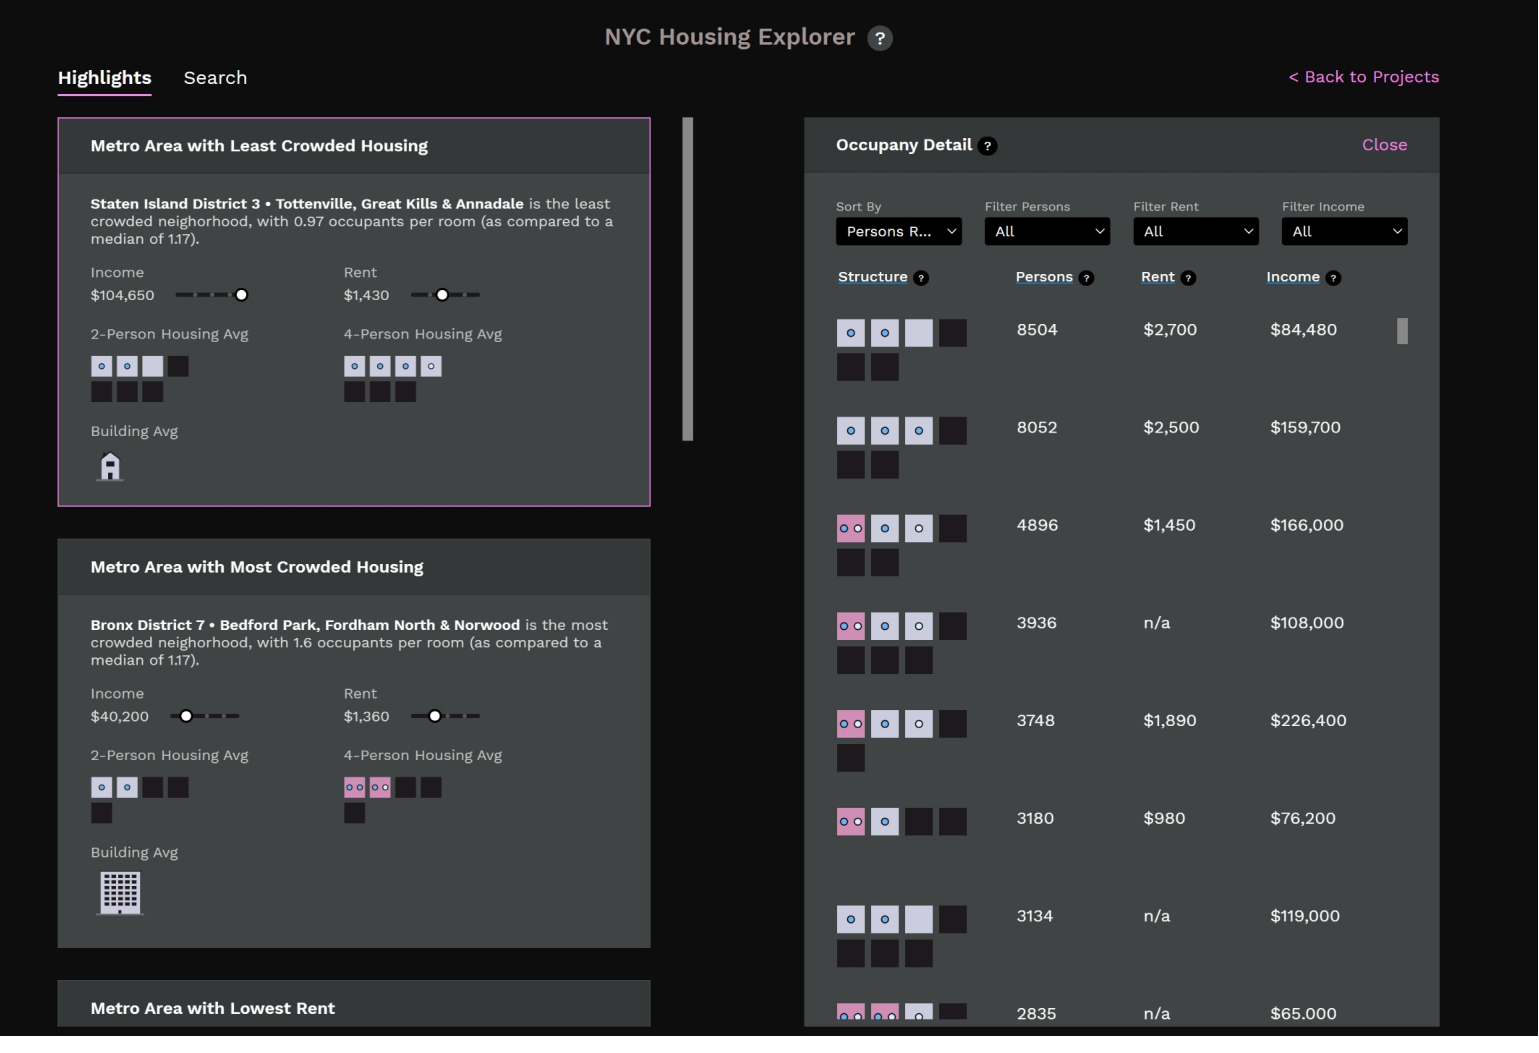 NYC Housing Explorer ?
Highlights
Search
< Back to Projects
Metro Area with Least Crowded Housing
Staten Island District 3 • Tottenville, Great Kills & Annadale is the least
crowded neighorhood, with 0.97 occupants per room (as compared to a
median of 1.17).
Income
Rent
$104,650
$1,430
2-Person Housing Avg
4-Person Housing Avg
Building Avg
Metro Area with Most Crowded Housing
Bronx District 7 • Bedford Park, Fordham North & Norwood is the most
crowded neighorhood, with 1.6 occupants per room (as compared to a
median of 1.17).
Income
Rent
$40,200
$1,360
2-Person Housing Avg
4-Person Housing Avg
Building Avg
Metro Area with Lowest Rent
Occupany Detail ?
Close
Sort By
Filter Persons
Filter Rent
Filter Income
Persons R...
All
All
All
Structure ?
Persons ?
Rent ?
Income ?
8504 $2,700 $84,480
8052 $2,500 $159,700
4896 $1,450 $166,000
3936 n/a $108,000
3748 $1,890 $226,400
3180 $980 $76,200
3134 n/a $119,000
2835 n/a $65.000